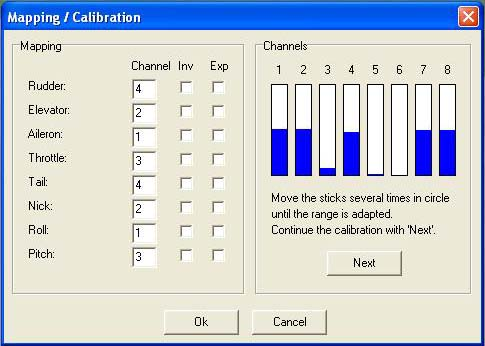 Mapping / Calibration
Mapping
Channel Inv Exp
Rudder: 4
Elevator: 2
Aileron: 1
Throttle: 3
Tail: 4
Nick: 2
Roll: 1
Pitch: 3
Channels
1 2 3 4 5 6 7 8
Move the sticks several times in circle
until the range is adapted.
Continue the calibration with 'Next'.
Next
Ok Cancel